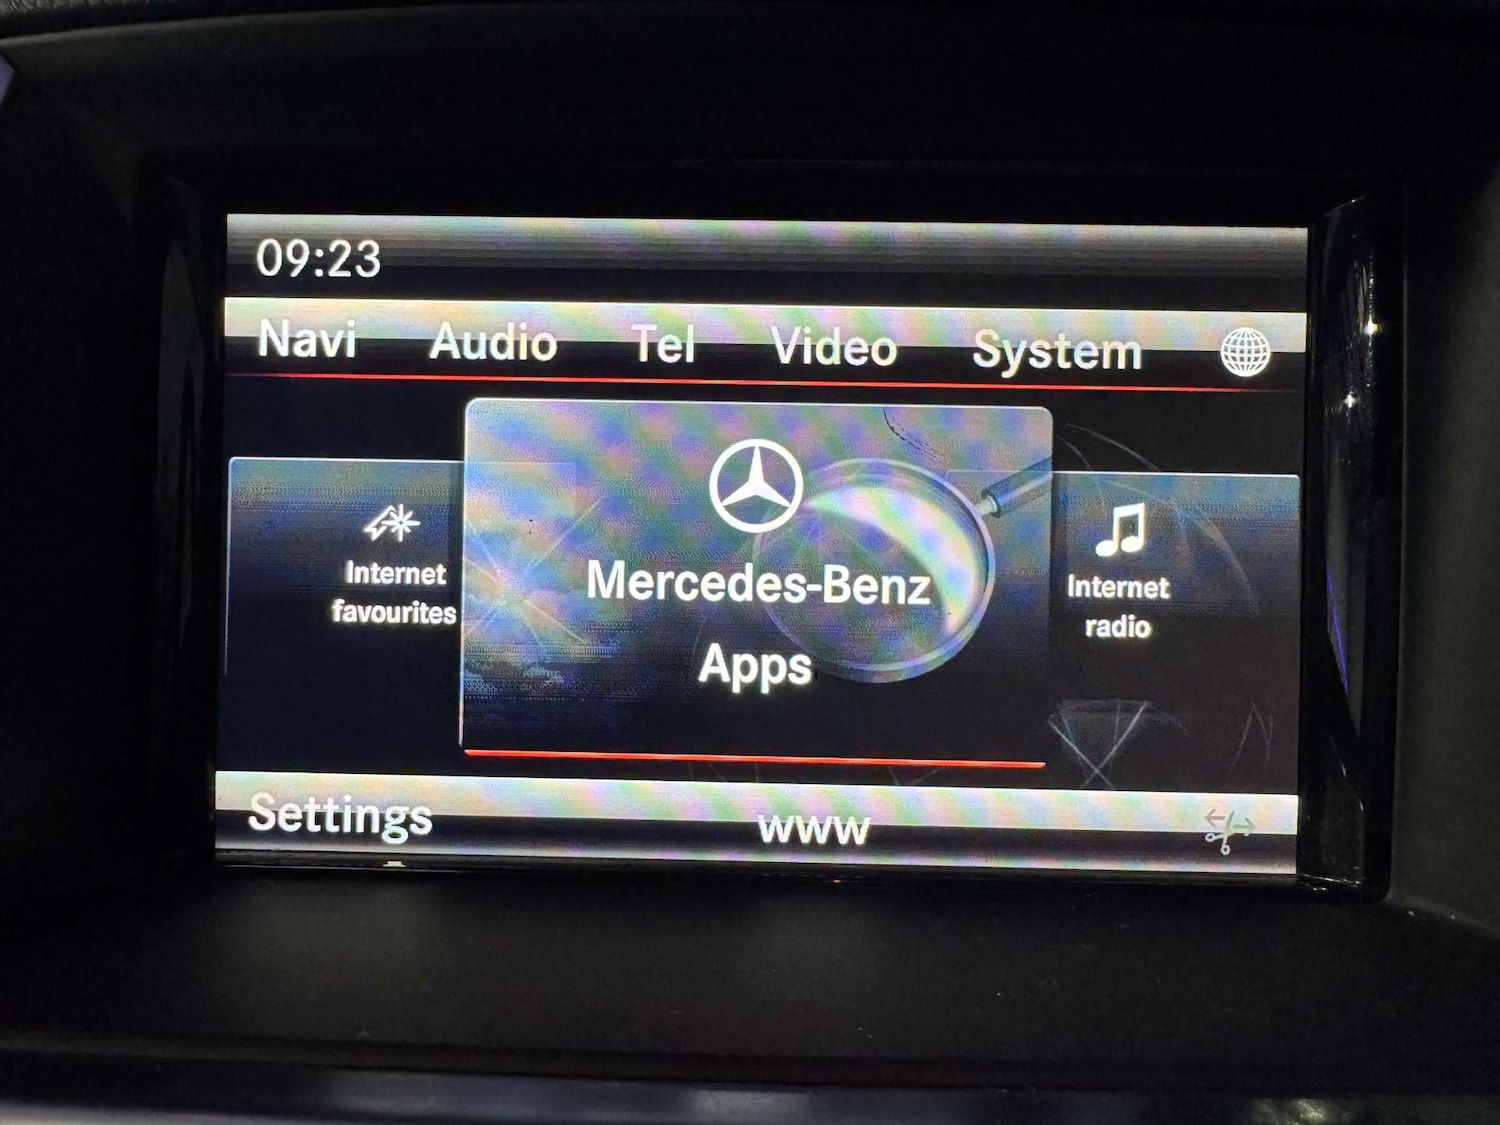 09:23
Navi Audio Tel Video System
Internet
favourites
Mercedes-Benz
Apps
Internet
radio
Settings www